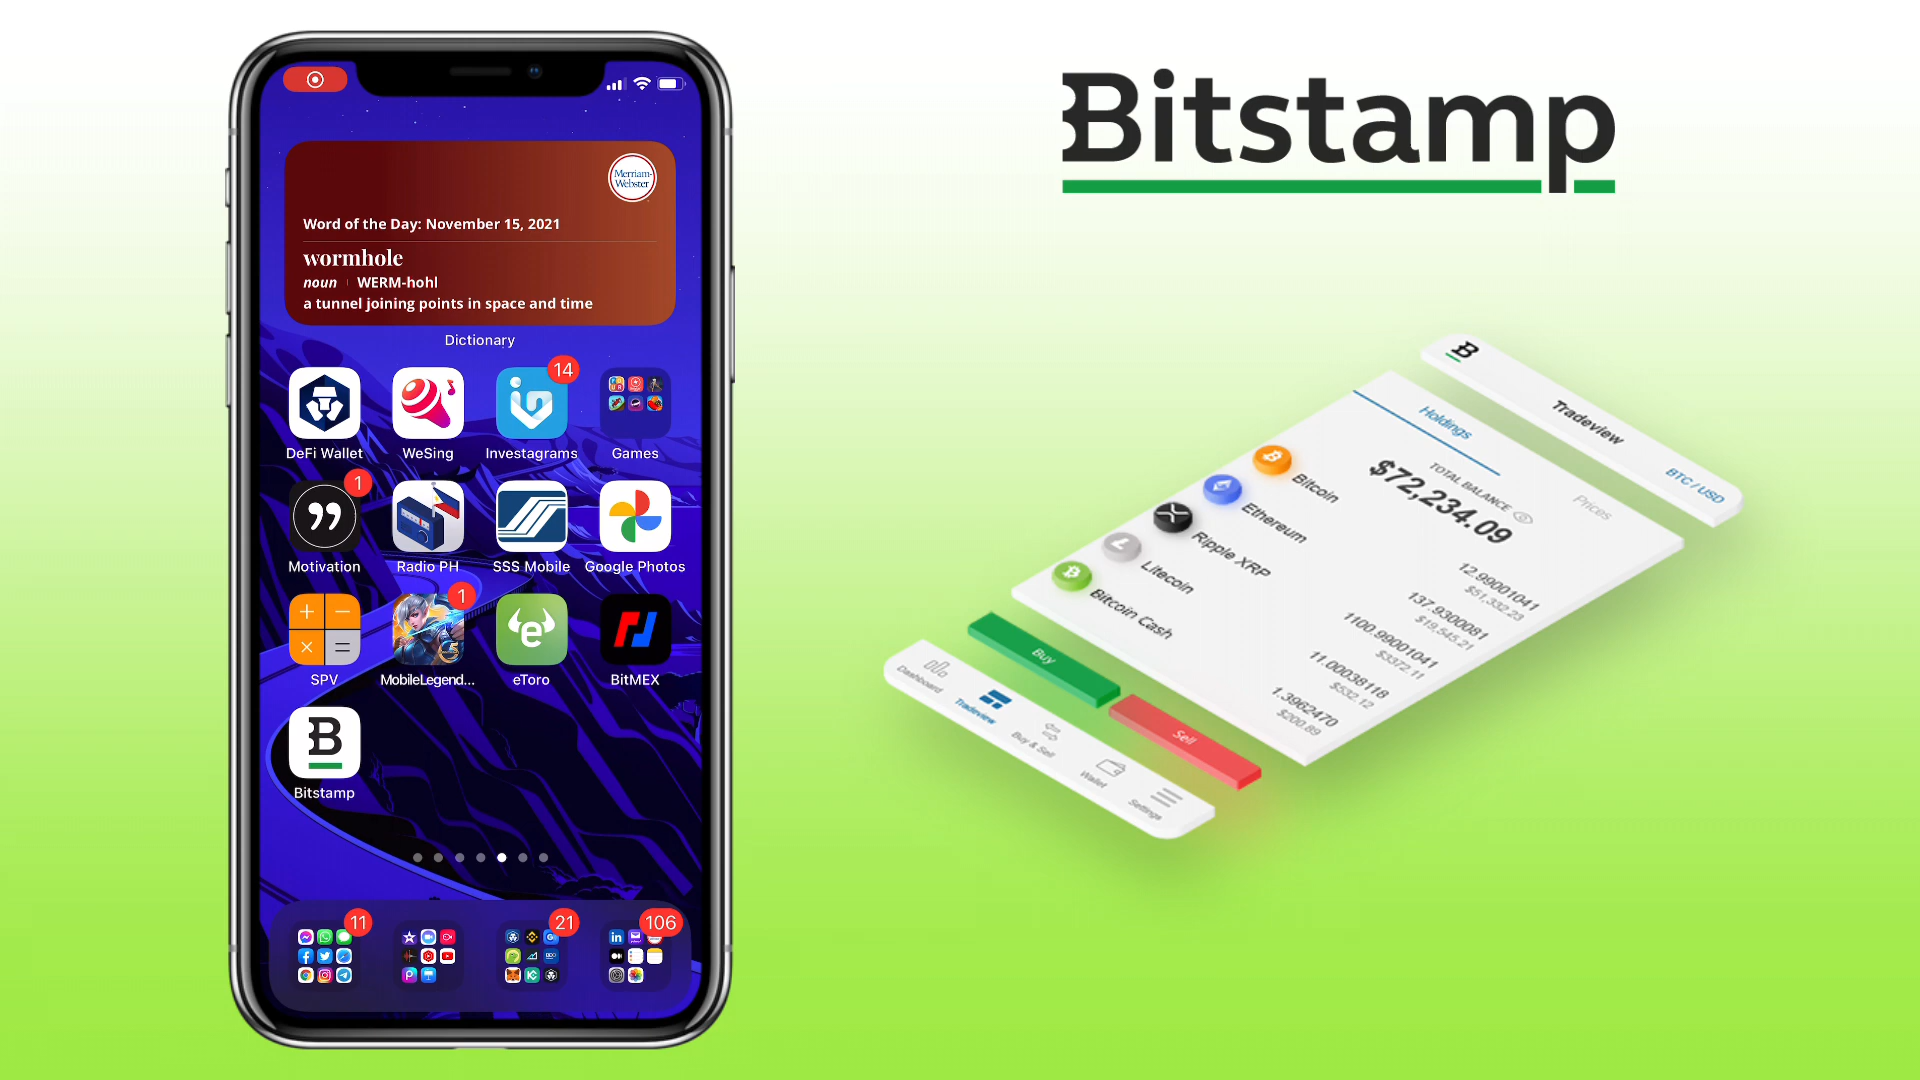 Merriam-
Webster
Word of the Day: November 15, 2021
wormhole
noun WERM-hohl
a tunnel joining points in space and time
Dictionary
14
DeFi Wallet WeSing Investagrams Games
1
Motivation Radio PH SSS Mobile Google Photos
1
SPV MobileLegend... eToro BitMEX
B
Bitstamp
11 21 106
Bitstamp
B Tradeview BTC / USD
Holdings Prices
TOTAL BALANCE
$72,234.09
Bitcoin 12.99001041
$51,332.23
Ethereum 137.9300081
$19,545.21
Ripple XRP 1100.99001041
$3372.11
Litecoin 11.00038118
$532.12
Bitcoin Cash 1.3962470
$200.89
Buy Sell
Dashboard Tradeview Buy & Sell Wallet Settings